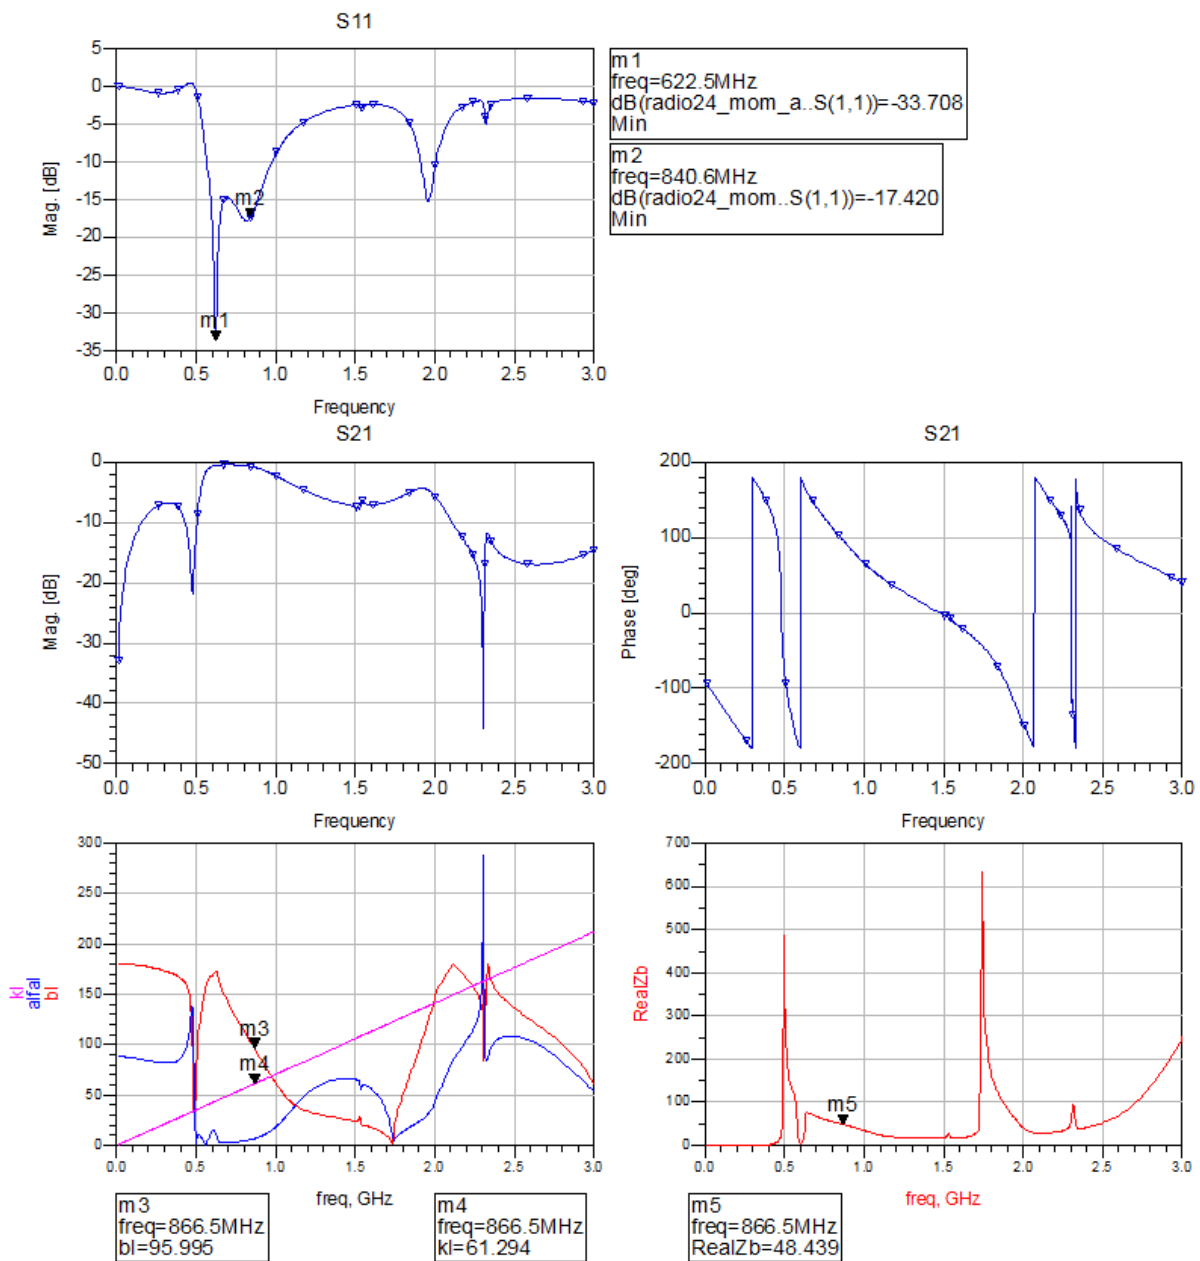 S11
5
0
-5
-10
-15
-20
-25
-30
-35
Mag. [dB]
m1
m2
0.0 0.5 1.0 1.5 2.0 2.5 3.0
Frequency
m1
freq=622.5MHz
dB(radio24_mom_a..S(1,1))=-33.708
Min
m2
freq=840.6MHz
dB(radio24_mom..S(1,1))=-17.420
Min
S21
0
-10
-20
-30
-40
-50
Mag. [dB]
0.0 0.5 1.0 1.5 2.0 2.5 3.0
Frequency
S21
200
100
0
-100
-200
Phase [deg]
0.0 0.5 1.0 1.5 2.0 2.5 3.0
Frequency
300
250
200
150
100
50
0
kl
alfal
bl
m3
m4
0.0 0.5 1.0 1.5 2.0 2.5 3.0
freq, GHz
m3
freq=866.5MHz
bl=95.995
m4
freq=866.5MHz
kl=61.294
700
600
500
400
300
200
100
0
RealZb
m5
0.0 0.5 1.0 1.5 2.0 2.5 3.0
freq, GHz
m5
freq=866.5MHz
RealZb=48.439